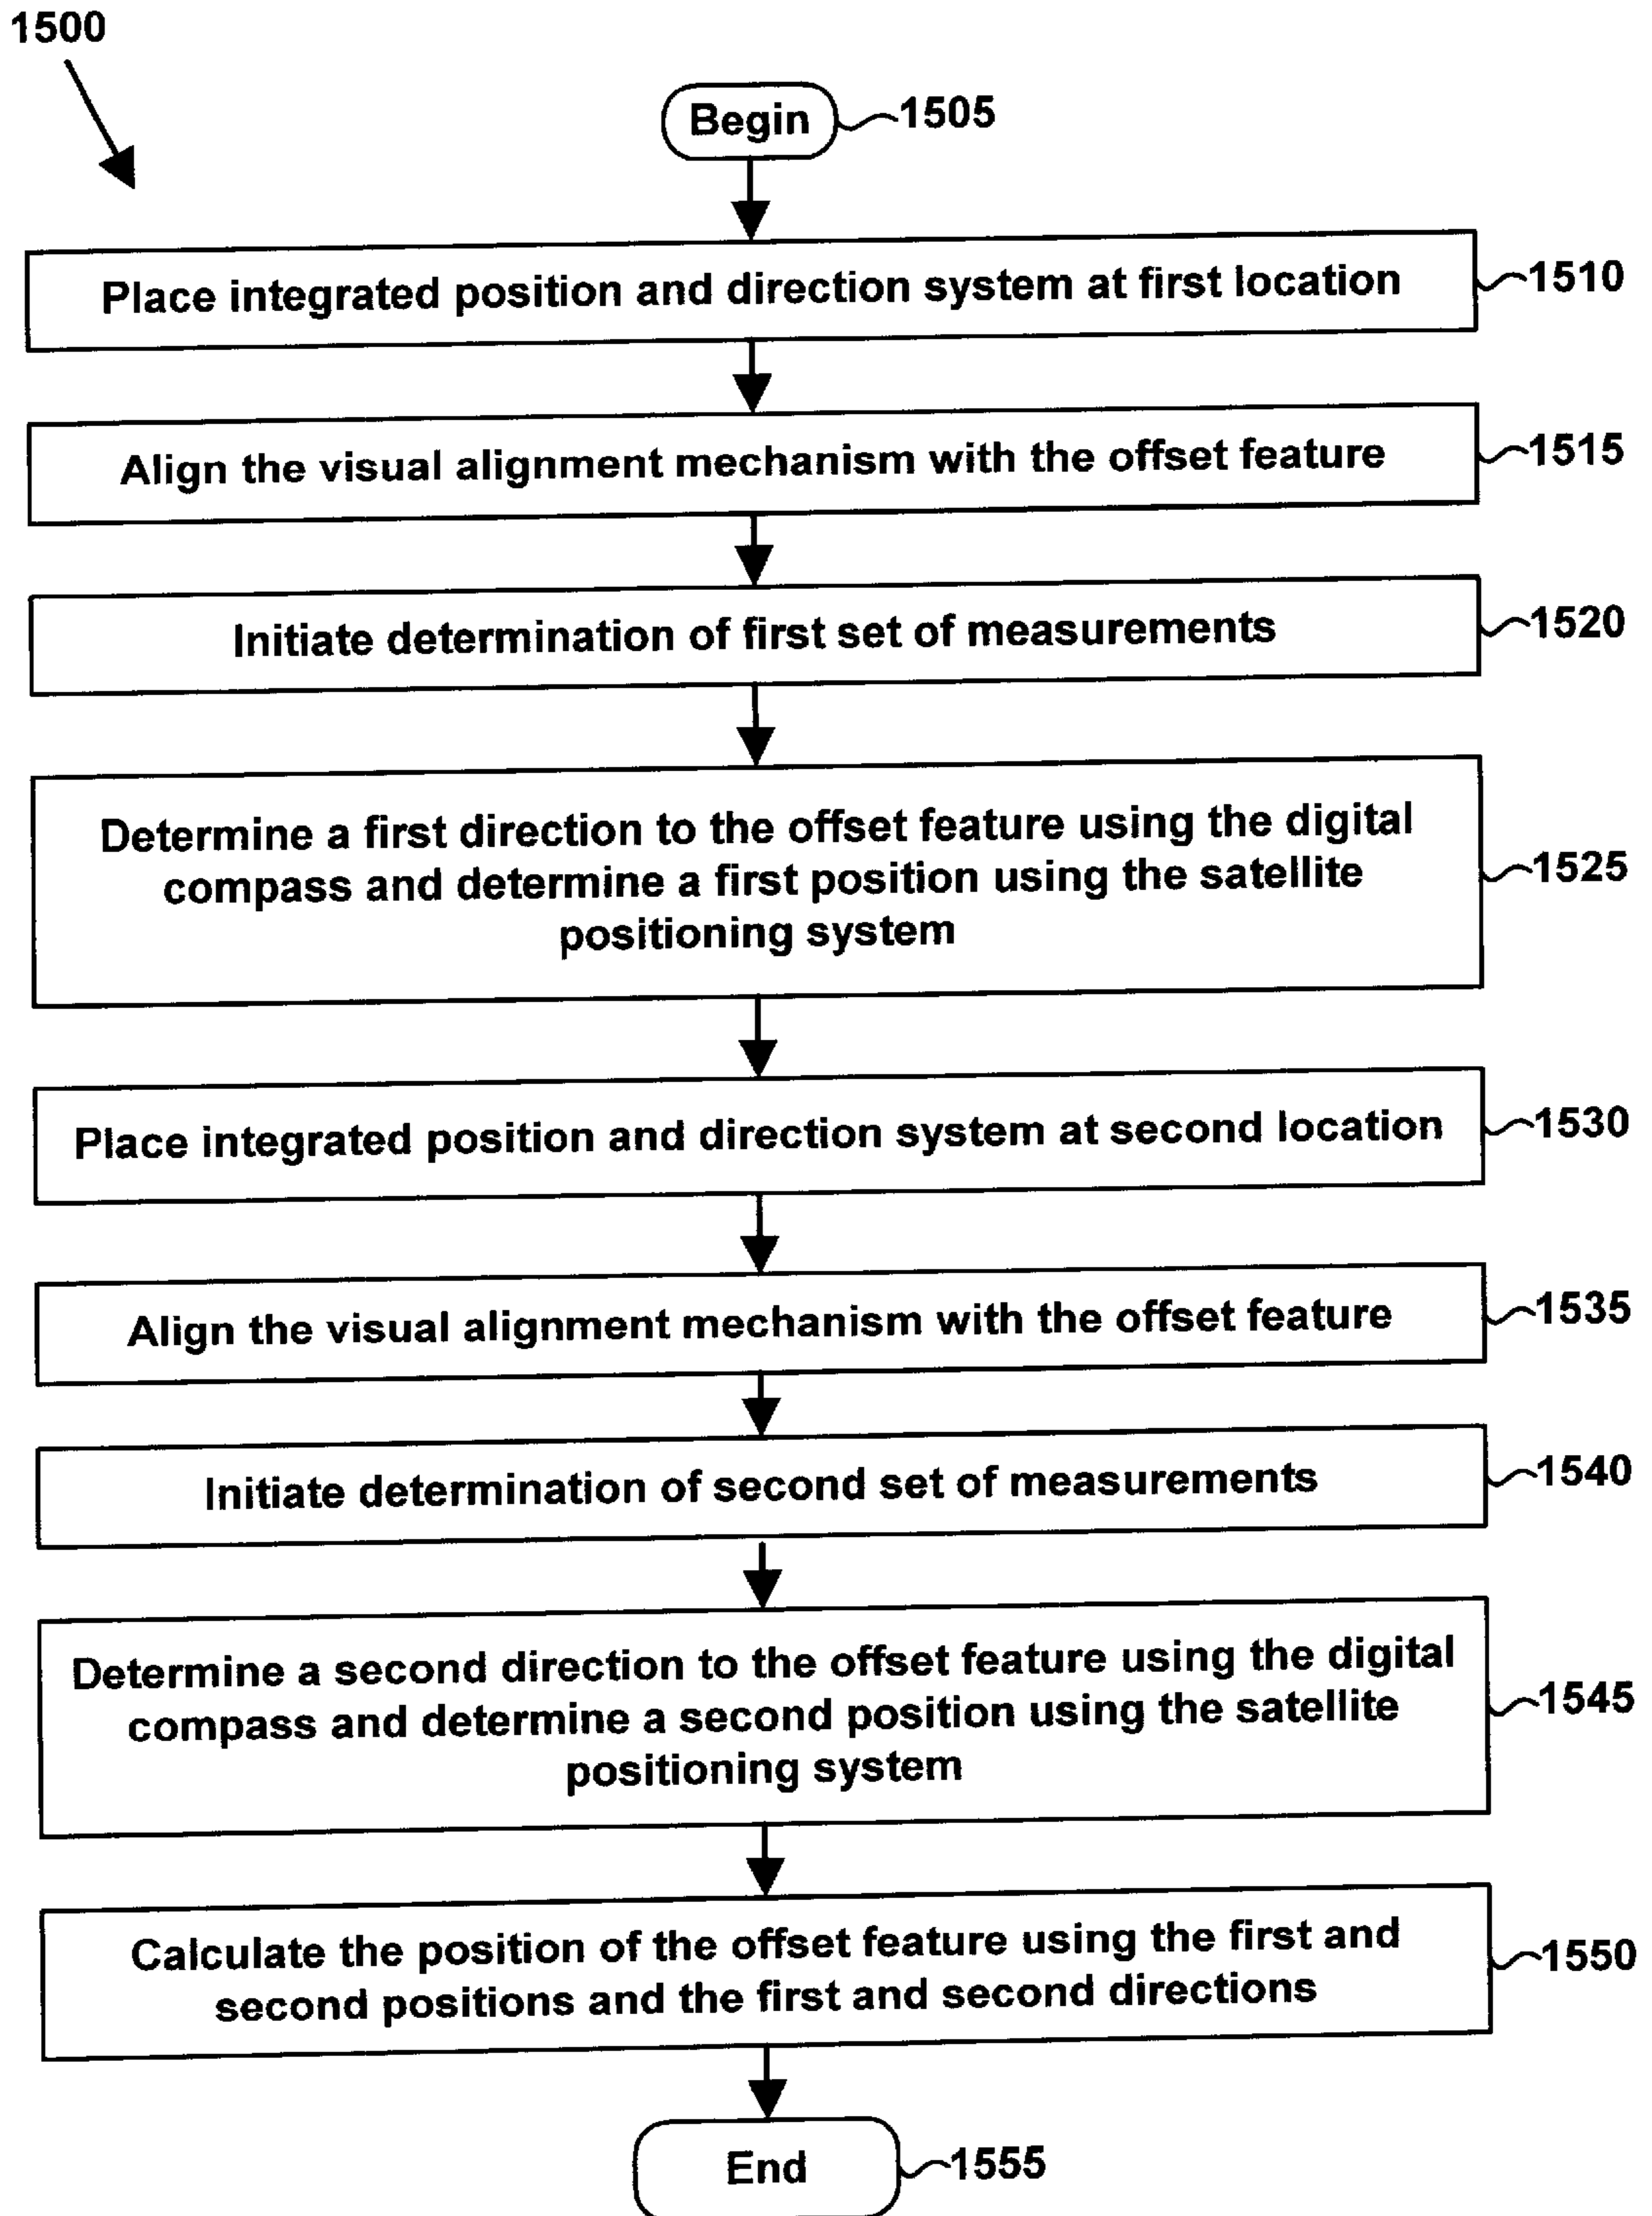 1500
Begin
1505
Place integrated position and direction system at first location
1510
Align the visual alignment mechanism with the offset feature
1515
Initiate determination of first set of measurements
1520
Determine a first direction to the offset feature using the digital
compass and determine a first position using the satellite
positioning system
1525
Place integrated position and direction system at second location
1530
Align the visual alignment mechanism with the offset feature
1535
Initiate determination of second set of measurements
1540
Determine a second direction to the offset feature using the digital
compass and determine a second position using the satellite
positioning system
1545
Calculate the position of the offset feature using the first and
second positions and the first and second directions
1550
End
1555